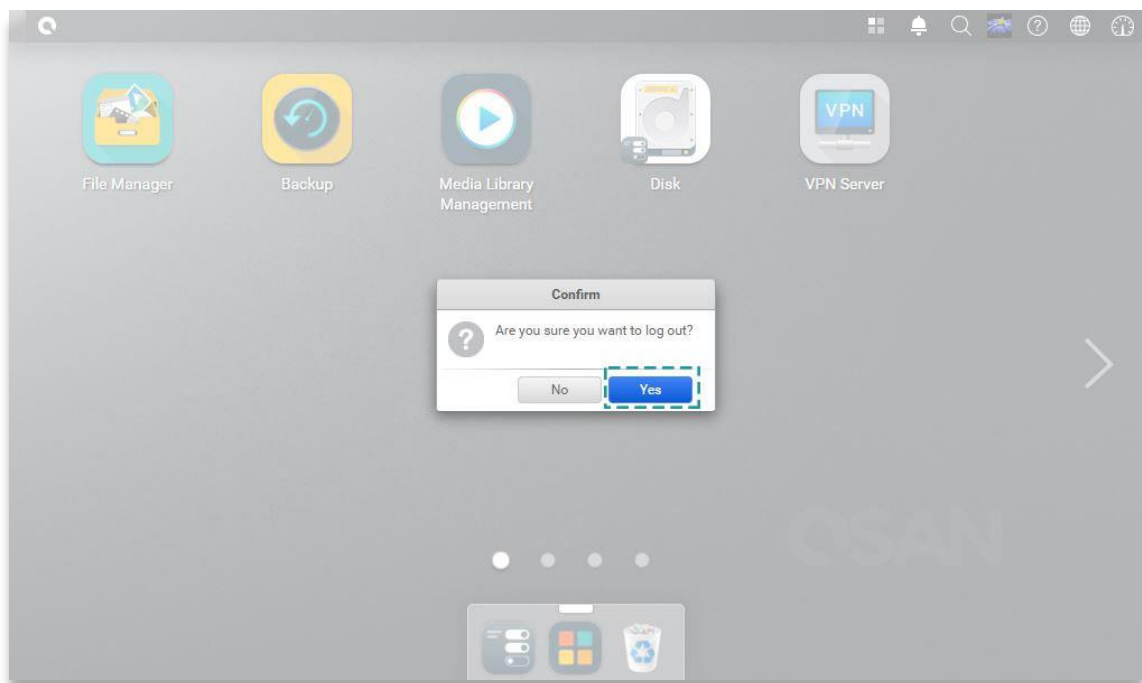 File Manager
Backup
Media Library
Management
Disk
VPN
VPN Server
Confirm
?
Are you sure you want to log out?
No
Yes
QSAN